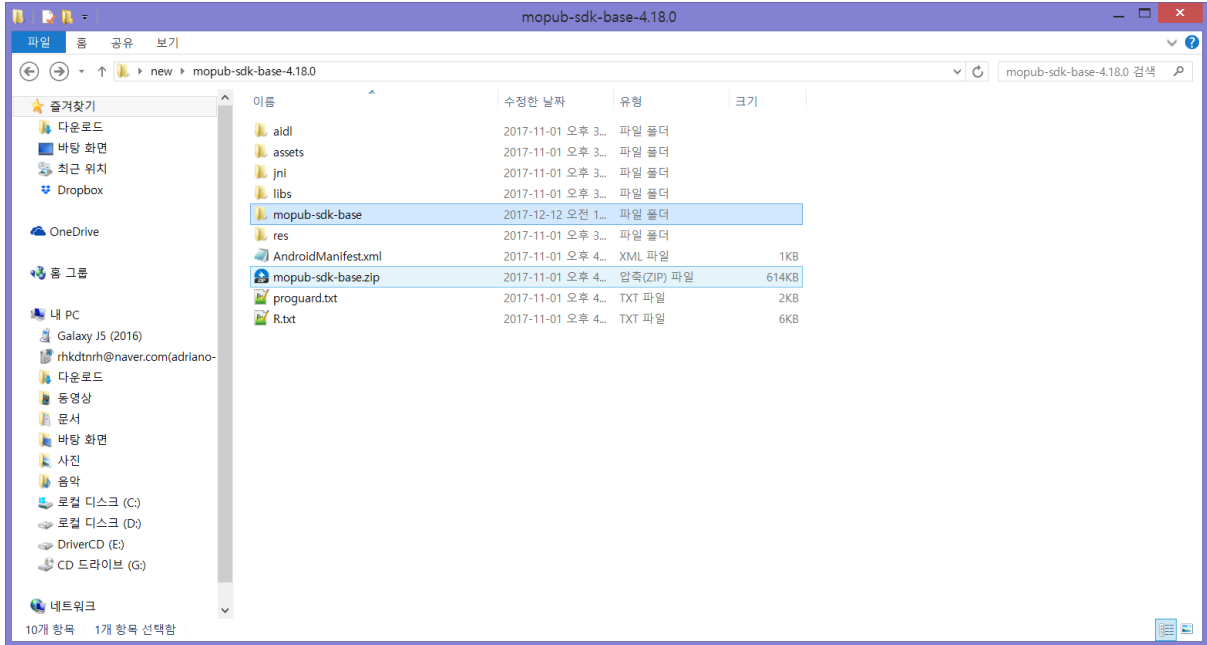 mopub-sdk-base-4.18.0
파일 홈 공유 보기
new mopub-sdk-base-4.18.0
mopub-sdk-base-4.18.0 검색
즐겨찾기
다운로드
바탕 화면
최근 위치
Dropbox
OneDrive
홈 그룹
내 PC
Galaxy J5 (2016)
rhkdtnrh@naver.com(adriano-
다운로드
동영상
문서
바탕 화면
사진
음악
로컬 디스크 (C:)
로컬 디스크 (D:)
DriverCD (E:)
CD 드라이브 (G:)
네트워크
이름 수정한 날짜 유형 크기
aidl 2017-11-01 오후 3... 파일 폴더
assets 2017-11-01 오후 3... 파일 폴더
jni 2017-11-01 오후 3... 파일 폴더
libs 2017-11-01 오후 3... 파일 폴더
mopub-sdk-base 2017-12-12 오전 1... 파일 폴더
res 2017-11-01 오후 3... 파일 폴더
AndroidManifest.xml 2017-11-01 오후 4... XML 파일 1KB
mopub-sdk-base.zip 2017-11-01 오후 4... 압축(ZIP) 파일 614KB
proguard.txt 2017-11-01 오후 4... TXT 파일 2KB
R.txt 2017-11-01 오후 4... TXT 파일 6KB
10개 항목 1개 항목 선택함